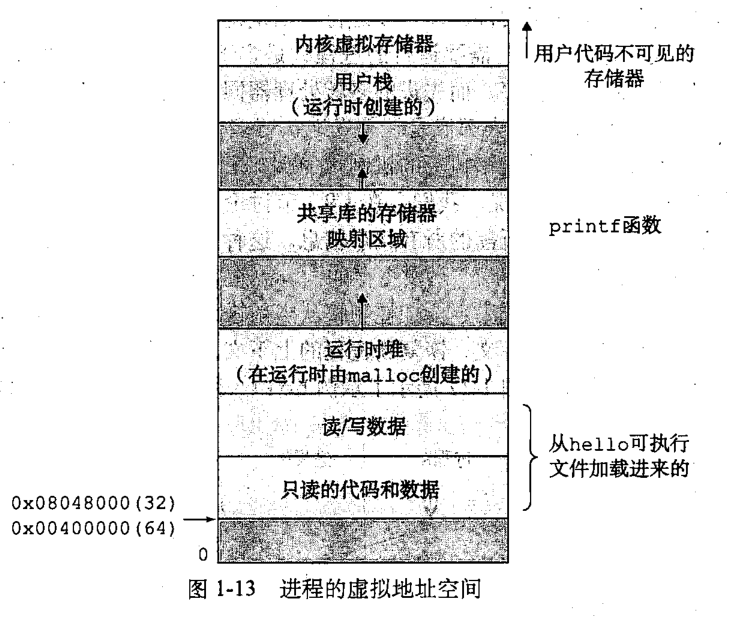 内核虚拟存储器
用户代码不可见的
存储器
用户栈
（运行时创建的）
共享库的存储器
映射区域
printf函数
运行时堆
（在运行时由malloc创建的）
读/写数据
从hello可执行
文件加载进来的
只读的代码和数据
0x08048000(32)
0x00400000(64)
0
图 1-13 进程的虚拟地址空间